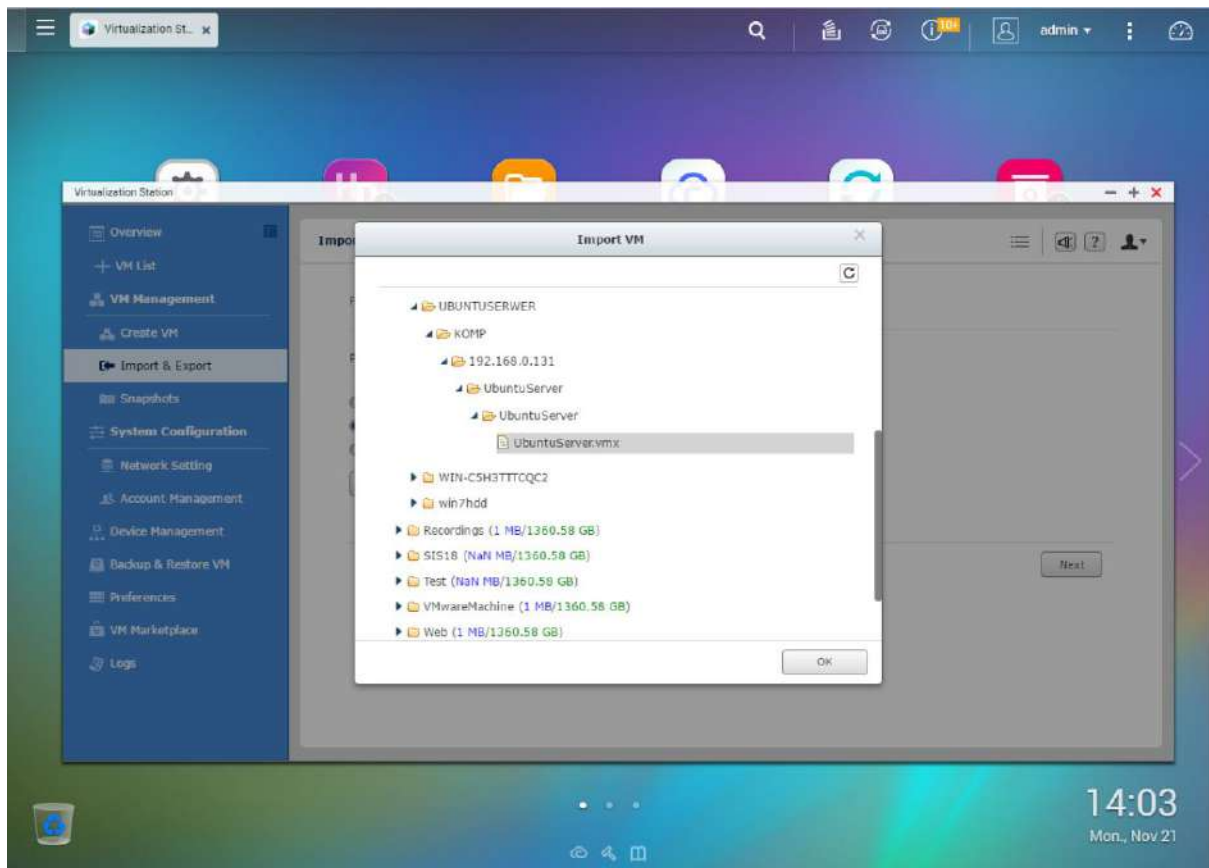 Virtualization St...
10+
admin
Virtualization Station
Overview
VM List
VM Management
Create VM
Import & Export
Snapshots
System Configuration
Network Setting
Account Management
Device Management
Backup & Restore VM
Preferences
VM Marketplace
Logs
Impo
Import VM
UBUNTUSERWER
KOMP
192.168.0.131
UbuntuServer
UbuntuServer
UbuntuServer.vmx
WIN-C5H3TTTCQC2
win7hdd
Recordings (1 MB/1360.58 GB)
SIS18 (NaN MB/1360.58 GB)
Test (NaN MB/1360.58 GB)
VMwareMachine (1 MB/1360.58 GB)
Web (1 MB/1360.58 GB)
OK
Next
14:03
Mon., Nov 21